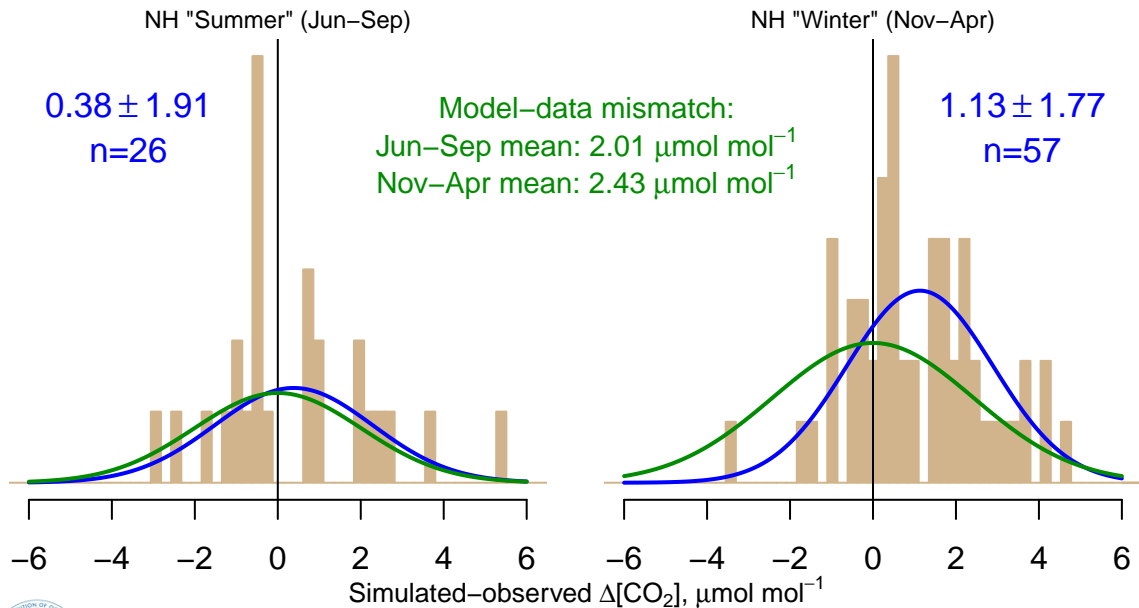 NH "Summer" (Jun−Sep)
0.38 ± 1.91
n=26
Model−data mismatch:
Jun−Sep mean: 2.01 μmol mol⁻¹
Nov−Apr mean: 2.43 μmol mol⁻¹
NH "Winter" (Nov−Apr)
1.13 ± 1.77
n=57
−6 −4 −2 0 2 4 6
−6 −4 −2 0 2 4 6
Simulated−observed Δ[CO₂], μmol mol⁻¹